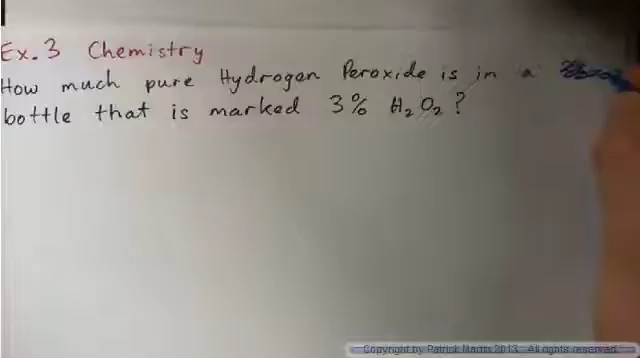 Ex. 3 Chemistry
How much pure Hydrogen Peroxide is in a
bottle that is marked 3% H₂O₂?
Copyright by Patrick Martin 2013. All rights reserved.